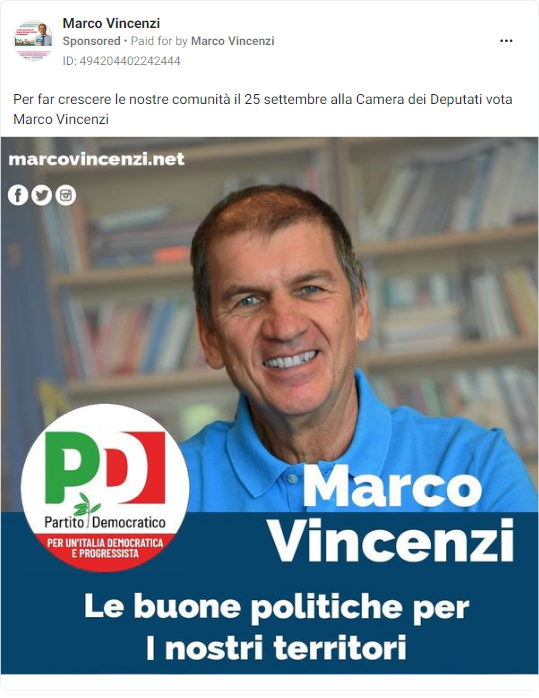 Marco Vincenzi
Sponsored • Paid for by Marco Vincenzi
ID: 494204402242444
Per far crescere le nostre comunità il 25 settembre alla Camera dei Deputati vota
Marco Vincenzi
marcovincenzi.net
PD
Partito Democratico
PER UN'ITALIA DEMOCRATICA
E PROGRESSISTA
Marco
Vincenzi
Le buone politiche per
I nostri territori